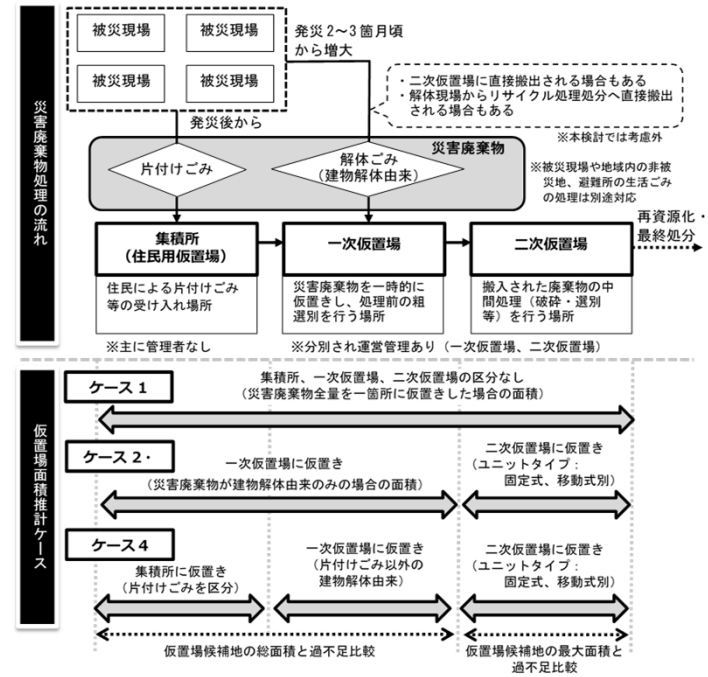 災害廃棄物処理の流れ
被災現場
被災現場
被災現場
被災現場
発災2～3箇月頃
から増大
・二次仮置場に直接搬出される場合もある
・解体現場からリサイクル処理処分へ直接搬出
される場合もある
※本検討では考慮外
発災後から
災害廃棄物
片付けごみ
解体ごみ
（建物解体由来）
※被災現場や地域内の非被
災地、避難所の生活ごみ
の処理は別途対応
再資源化・
最終処分
集積所
（住民用仮置場）
一次仮置場
二次仮置場
住民による片付けごみ
等の受け入れ場所
災害廃棄物を一時的に
仮置きし、処理前の粗
選別を行う場所
搬入された廃棄物の中
間処理（破砕・選別
等）を行う場所
※主に管理者なし
※分別され運営管理あり（一次仮置場、二次仮置場）
仮置場面積推計ケース
ケース 1
集積所、一次仮置場、二次仮置場の区分なし
（災害廃棄物全量を一箇所に仮置きした場合の面積）
ケース 2・
一次仮置場に仮置き
（災害廃棄物が建物解体由来のみの場合の面積）
二次仮置場に仮置き
（ユニットタイプ：
固定式、移動式別）
ケース 4
集積所に仮置き
（片付けごみを区分）
一次仮置場に仮置き
（片付けごみ以外の
建物解体由来）
二次仮置場に仮置き
（ユニットタイプ：
固定式、移動式別）
仮置場候補地の総面積と過不足比較
仮置場候補地の最大面積と
過不足比較